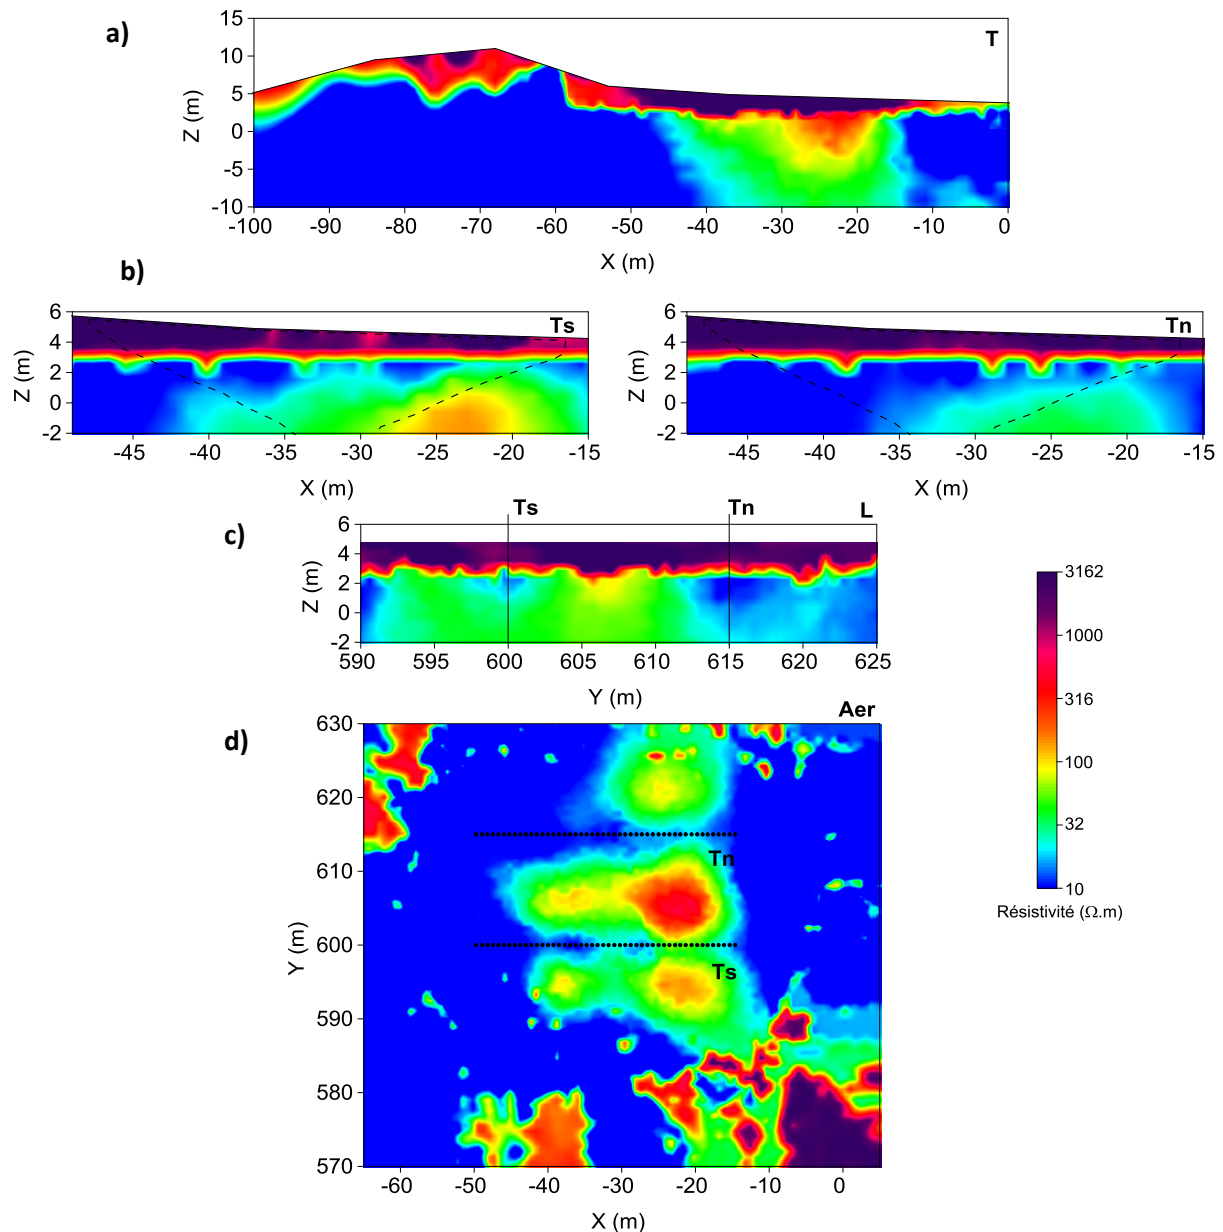 a)
T
15
10
5
0
-5
-10
Z (m)
-100 -90 -80 -70 -60 -50 -40 -30 -20 -10 0
X (m)
b)
Ts
6
4
2
0
-2
Z (m)
-45 -40 -35 -30 -25 -20 -15
X (m)
Tn
6
4
2
0
-2
Z (m)
-45 -40 -35 -30 -25 -20 -15
X (m)
c)
Ts Tn L
6
4
2
0
-2
Z (m)
590 595 600 605 610 615 620 625
Y (m)
3162
1000
316
100
32
10
Résistivité (Ω.m)
d)
Aer
630
620
610
600
590
580
570
Y (m)
Tn
Ts
-60 -50 -40 -30 -20 -10 0
X (m)